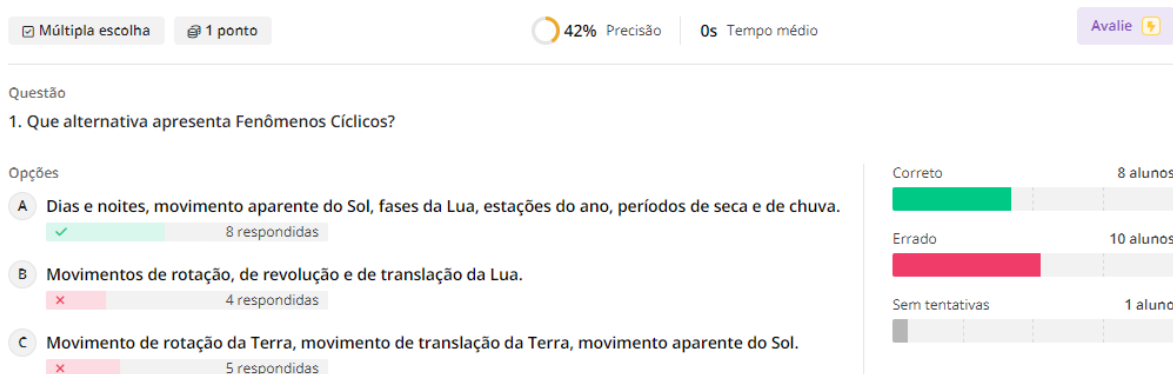 Múltipla escolha
1 ponto
42% Precisão
0s Tempo médio
Avalie
Questão
1. Que alternativa apresenta Fenômenos Cíclicos?
Opções
A Dias e noites, movimento aparente do Sol, fases da Lua, estações do ano, períodos de seca e de chuva.
8 respondidas
B Movimentos de rotação, de revolução e de translação da Lua.
4 respondidas
C Movimento de rotação da Terra, movimento de translação da Terra, movimento aparente do Sol.
5 respondidas
Correto 8 alunos
Errado 10 alunos
Sem tentativas 1 aluno